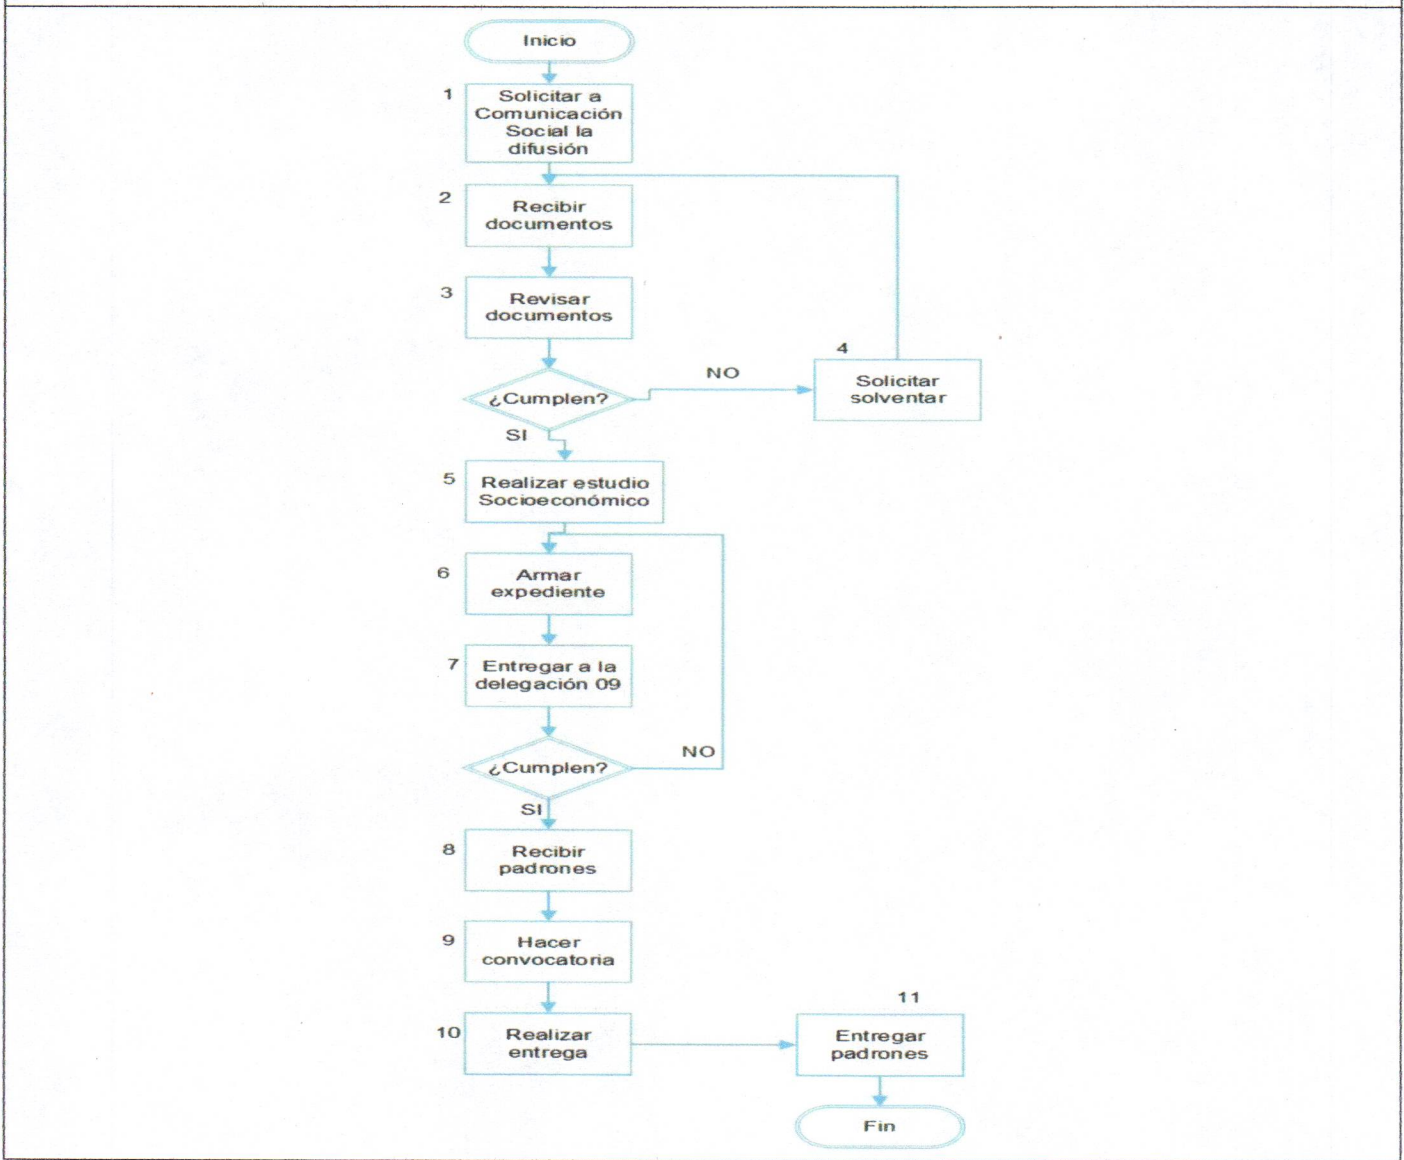 Inicio
1
Solicitar a
Comunicación
Social la
difusión
2
Recibir
documentos
3
Revisar
documentos
¿Cumplen?
NO
4
Solicitar
solventar
SI
5
Realizar estudio
Socioeconómico
6
Armar
expediente
7
Entregar a la
delegación 09
¿Cumplen?
NO
SI
8
Recibir
padrones
9
Hacer
convocatoria
10
Realizar
entrega
11
Entregar
padrones
Fin